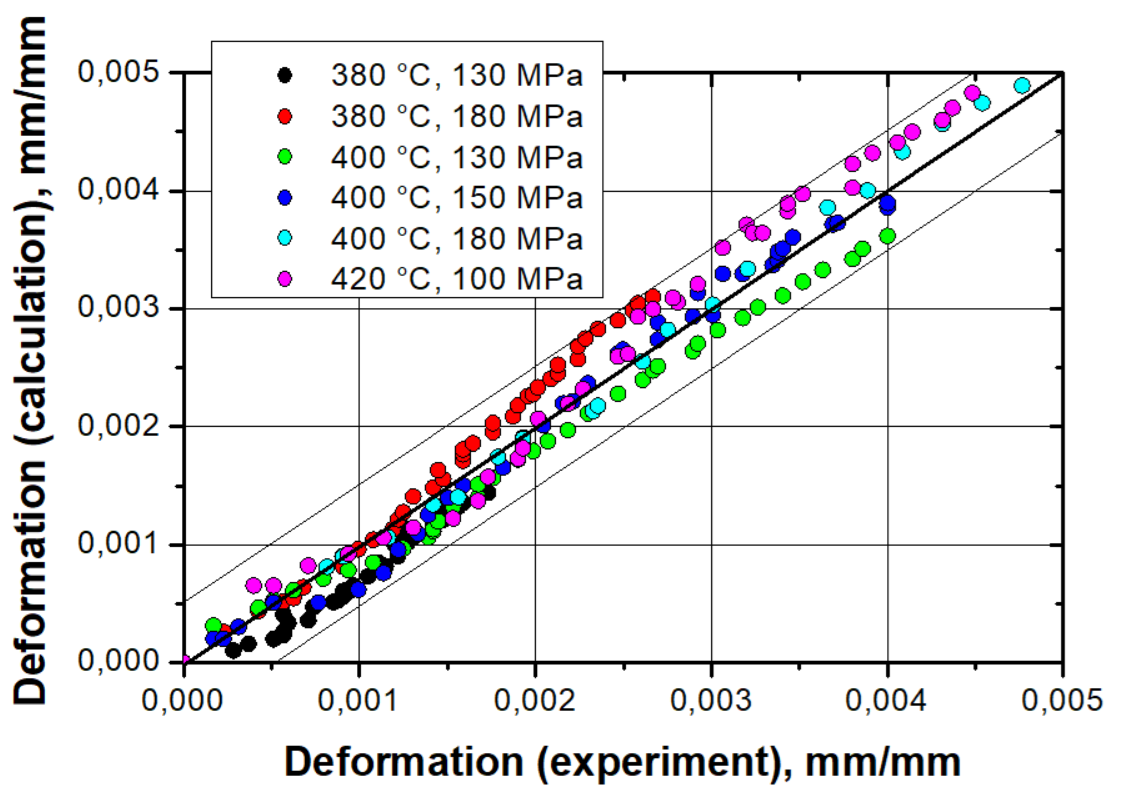 Deformation (calculation), mm/mm
0,005
0,004
0,003
0,002
0,001
0,000
380 °C, 130 MPa
380 °C, 180 MPa
400 °C, 130 MPa
400 °C, 150 MPa
400 °C, 180 MPa
420 °C, 100 MPa
0,000 0,001 0,002 0,003 0,004 0,005
Deformation (experiment), mm/mm